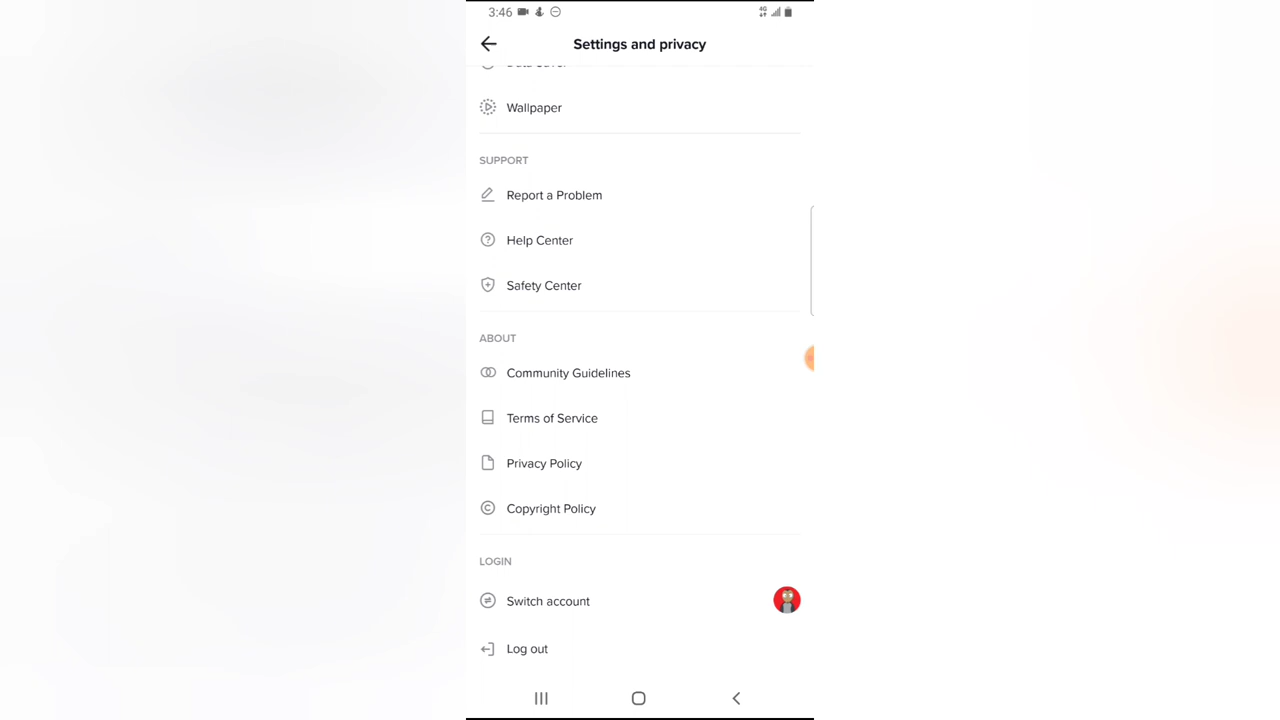 3:46
4G
Settings and privacy
Wallpaper
SUPPORT
Report a Problem
Help Center
Safety Center
ABOUT
Community Guidelines
Terms of Service
Privacy Policy
Copyright Policy
LOGIN
Switch account
Log out